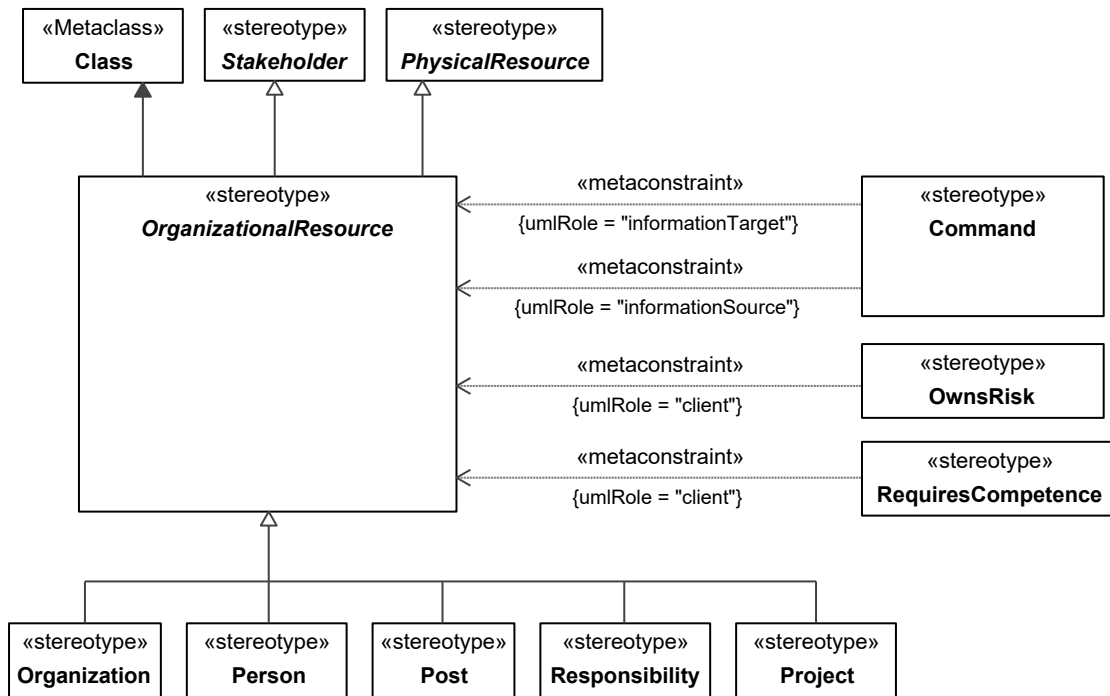 «Metaclass»
Class
«stereotype»
Stakeholder
«stereotype»
PhysicalResource
«stereotype»
OrganizationalResource
«metaconstraint»
{umlRole = "informationTarget"}
«metaconstraint»
{umlRole = "informationSource"}
«stereotype»
Command
«metaconstraint»
{umlRole = "client"}
«stereotype»
OwnsRisk
«metaconstraint»
{umlRole = "client"}
«stereotype»
RequiresCompetence
«stereotype»
Organization
«stereotype»
Person
«stereotype»
Post
«stereotype»
Responsibility
«stereotype»
Project